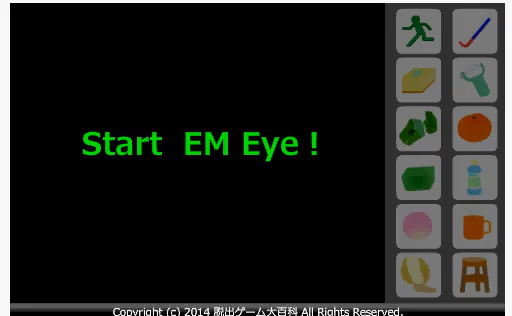 Start EM Eye !
Copyright (c) 2014 脱出ゲーム大百科 All Rights Reserved.